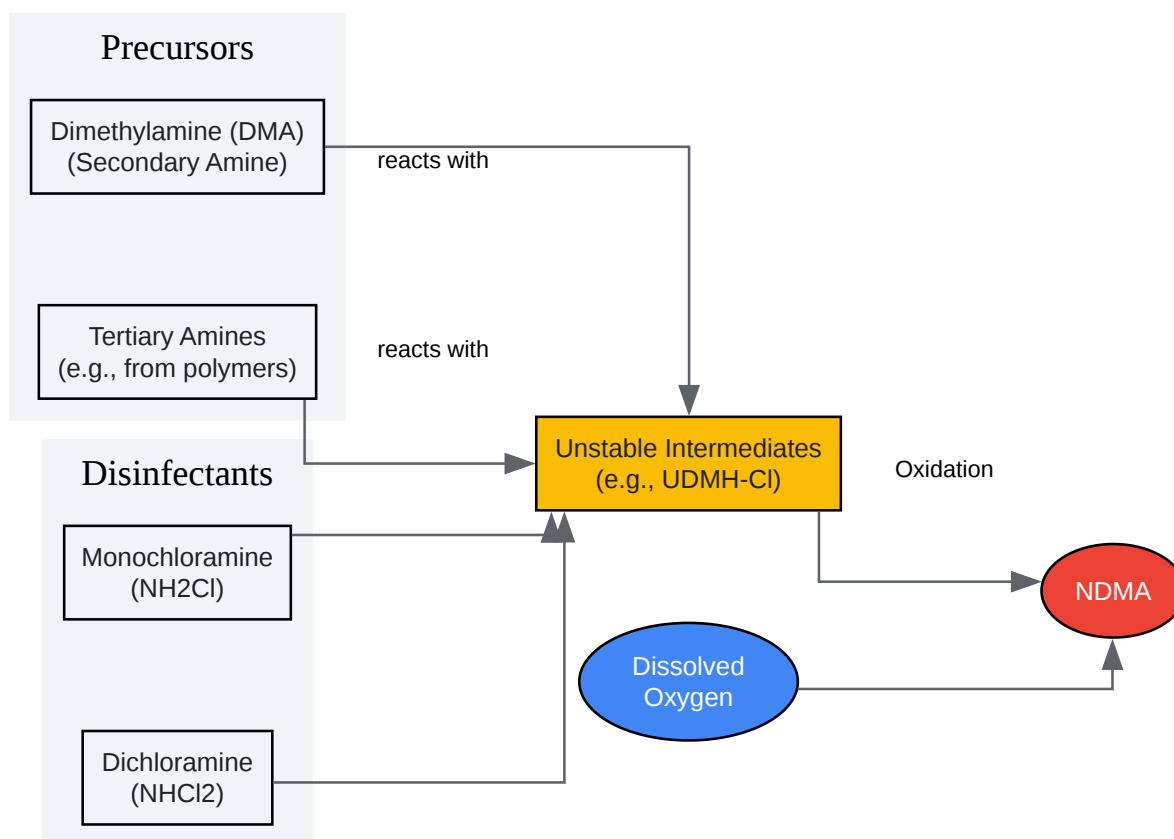 Precursors
Dimethylamine (DMA)
(Secondary Amine)
reacts with
Tertiary Amines
(e.g., from polymers)
reacts with
Unstable Intermediates
(e.g., UDMH-Cl)
Oxidation
Disinfectants
Monochloramine
(NH2Cl)
NDMA
Dissolved
Oxygen
Dichloramine
(NHCl2)